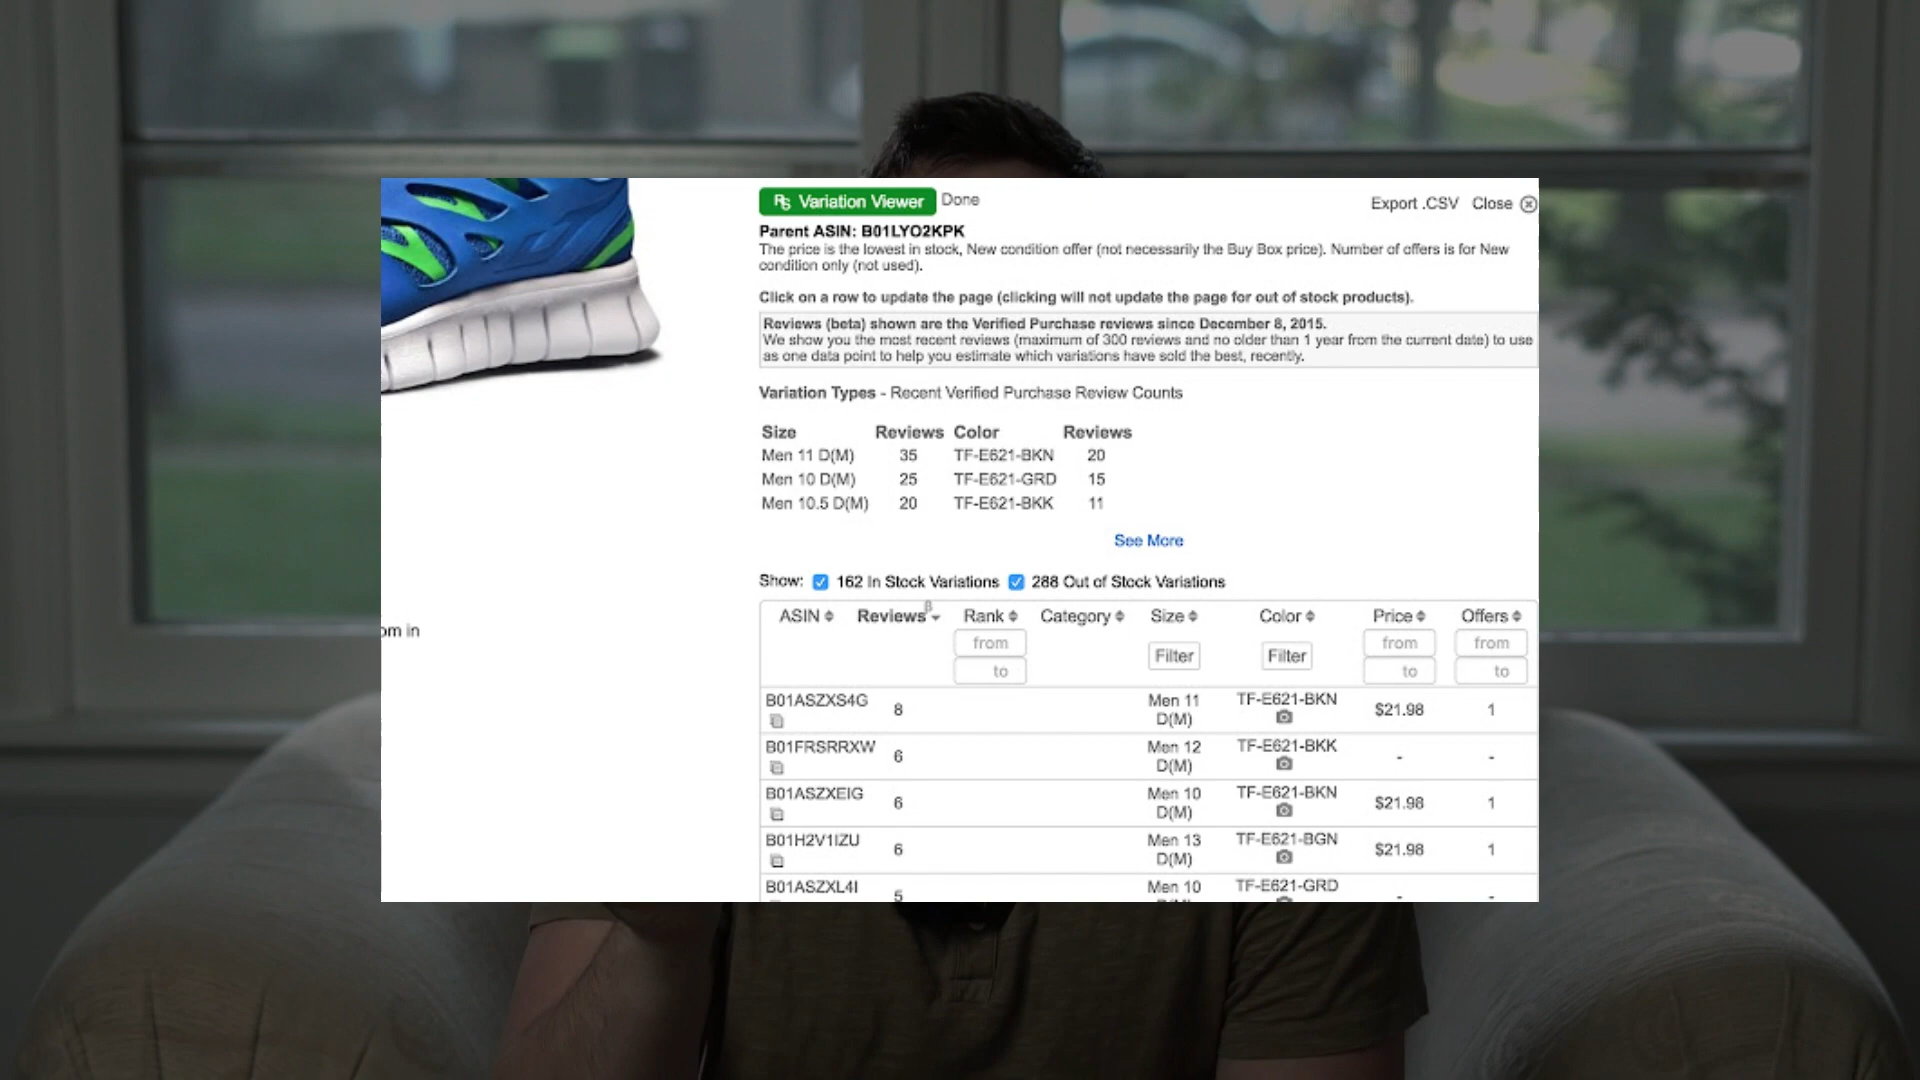 RS Variation Viewer Done Export .CSV Close
Parent ASIN: B01LYO2KPK
The price is the lowest in stock, New condition offer (not necessarily the Buy Box price). Number of offers is for New
condition only (not used).
Click on a row to update the page (clicking will not update the page for out of stock products).
Reviews (beta) shown are the Verified Purchase reviews since December 8, 2015.
We show you the most recent reviews (maximum of 300 reviews and no older than 1 year from the current date) to use
as one data point to help you estimate which variations have sold the best, recently.
Variation Types - Recent Verified Purchase Review Counts
Size Reviews Color Reviews
Men 11 D(M) 35 TF-E621-BKN 20
Men 10 D(M) 25 TF-E621-GRD 15
Men 10.5 D(M) 20 TF-E621-BKK 11
See More
Show: 162 In Stock Variations 288 Out of Stock Variations
ASIN Reviews β Rank Category Size Color Price Offers
om in
from Filter Filter from from
to to to
B01ASZXS4G 8 Men 11 D(M) TF-E621-BKN $21.98 1
B01FRSRRXW 6 Men 12 D(M) TF-E621-BKK - -
B01ASZXEIG 6 Men 10 D(M) TF-E621-BKN $21.98 1
B01H2V1IZU 6 Men 13 D(M) TF-E621-BGN $21.98 1
B01ASZXL4I 5 Men 10 TF-E621-GRD - -